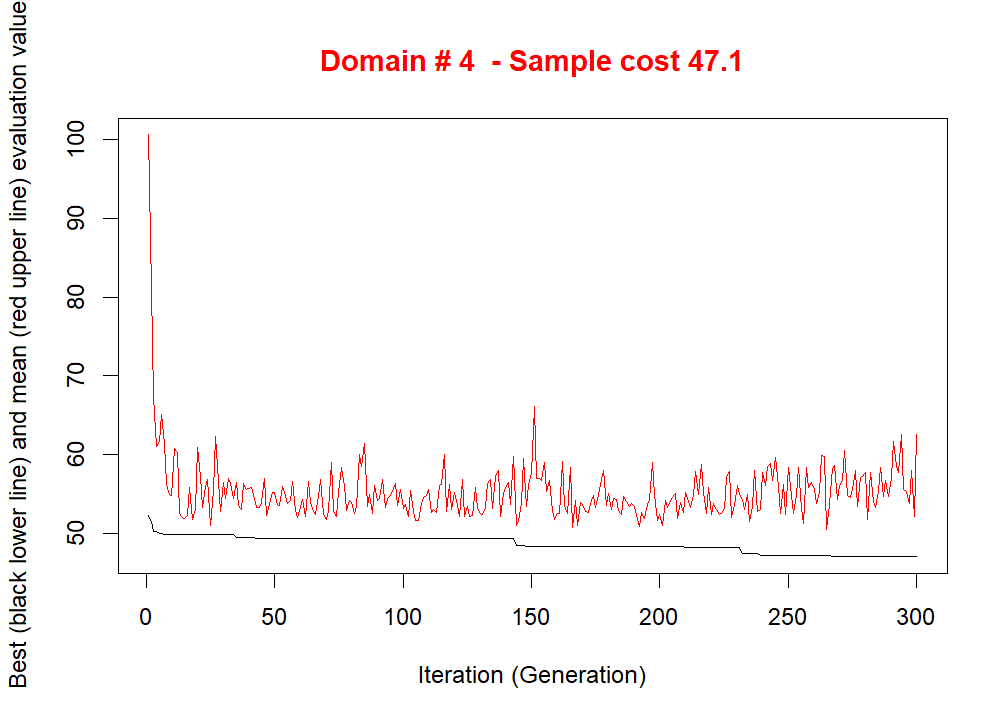 Domain # 4  - Sample cost 47.1
Best (black lower line) and mean (red upper line) evaluation value
100
90
80
70
60
50
0 50 100 150 200 250 300
Iteration (Generation)